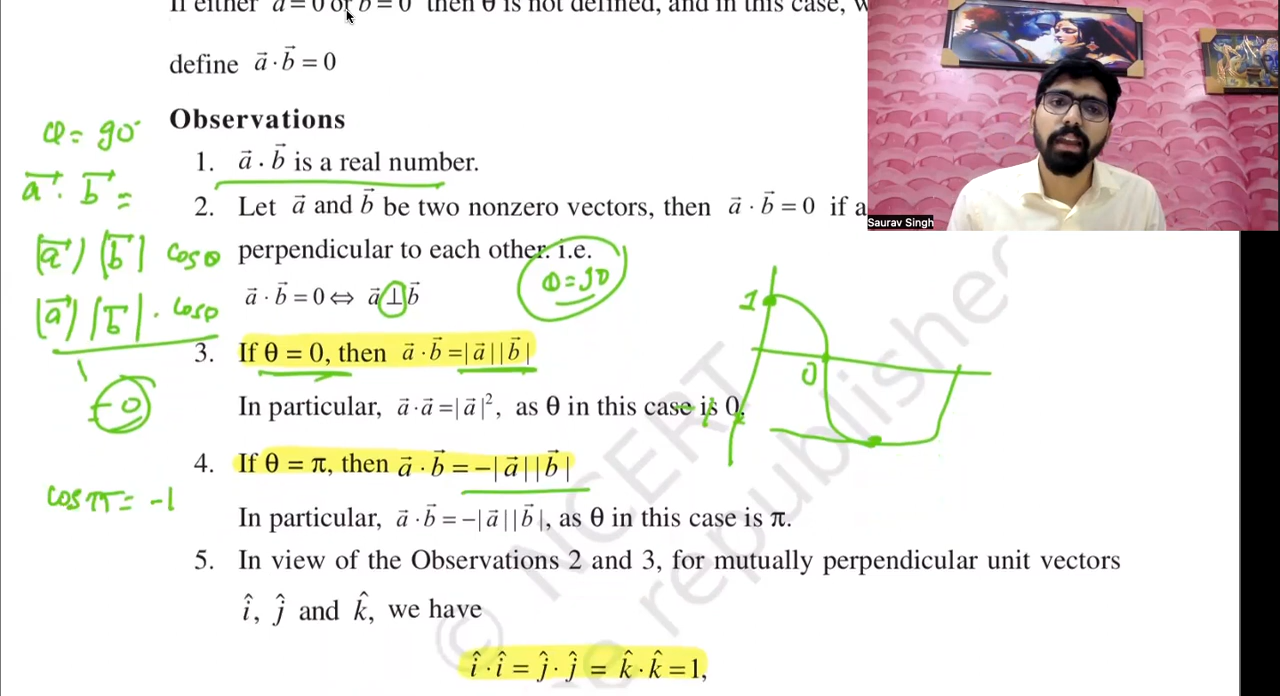 If either a⃗ = 0⃗ or b⃗ = 0⃗ then θ is not defined, and in this case, w
define a⃗ · b⃗ = 0
Observations
1. a⃗ · b⃗ is a real number.
2. Let a⃗ and b⃗ be two nonzero vectors, then a⃗ · b⃗ = 0 if a
perpendicular to each other. i.e.
a⃗ · b⃗ = 0 ⇔ a⃗ ⊥ b⃗
3. If θ = 0, then a⃗ · b⃗ = |a⃗||b⃗|
In particular, a⃗ · a⃗ = |a⃗|², as θ in this case is 0.
4. If θ = π, then a⃗ · b⃗ = −|a⃗||b⃗|
In particular, a⃗ · b⃗ = −|a⃗||b⃗|, as θ in this case is π.
5. In view of the Observations 2 and 3, for mutually perpendicular unit vectors
î, ĵ and k̂, we have
î · î = ĵ · ĵ = k̂ · k̂ = 1,
θ = 90°
a⃗ · b⃗ =
|a⃗| |b⃗| cos θ
|a⃗| |b⃗| · cos
= 0
cos π = -1
θ = 90
1
0
-1
Saurav Singh
© NCERT
republished